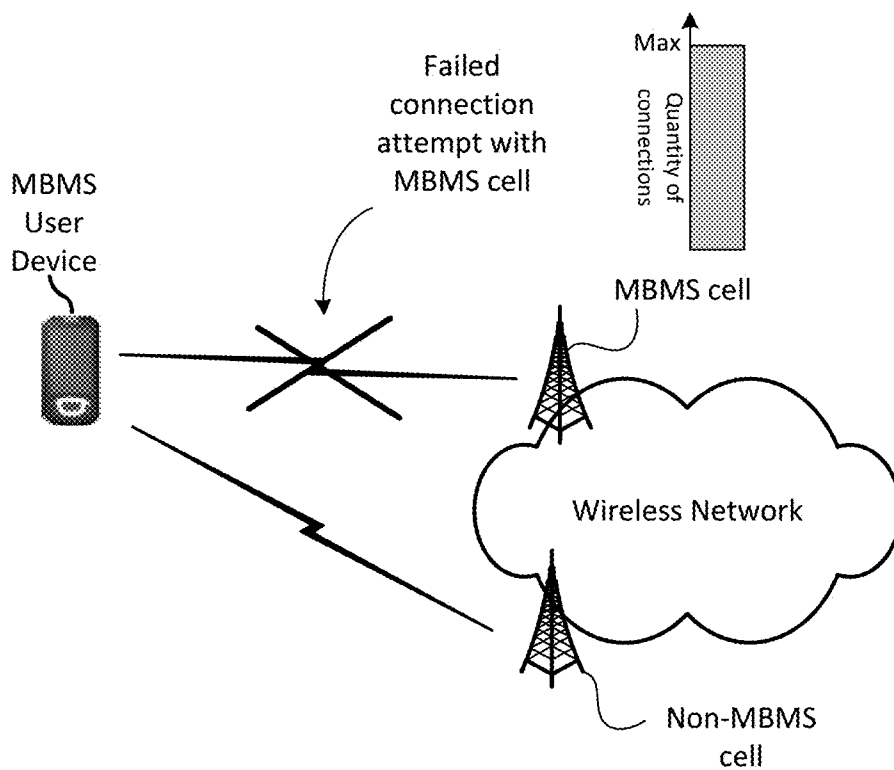 Max
Quantity of
connections
Failed
connection
attempt with
MBMS cell
MBMS
User
Device
MBMS cell
Wireless Network
Non-MBMS
cell